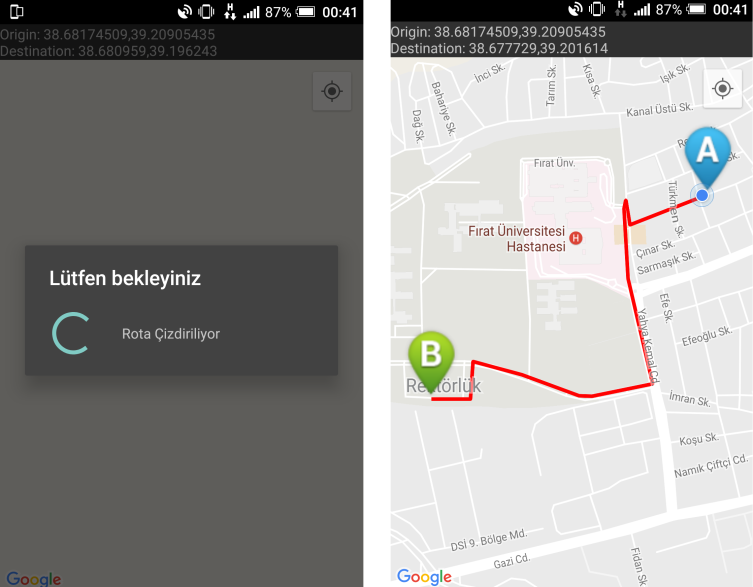 H
87%
00:41
Origin: 38.68174509,39.20905435
Destination: 38.680959,39.196243
Lütfen bekleyiniz
Rota Çizdiriliyor
Google
H
87%
00:41
Origin: 38.68174509,39.20905435
Destination: 38.677729,39.201614
İnci Sk.
Tarım Sk.
Kısa Sk.
Işık Sk.
Bahariye Sk.
Dağ Sk.
Kanal Üstü Sk.
A
Fırat Ünv.
Türkmen Sk.
Fırat Üniversitesi
Hastanesi
H
Çınar Sk.
Sarmaşık Sk.
Efe Sk.
Yahya Kemal Cd.
Efeoğlu Sk.
B
Rektörlük
İmran Sk.
Koşu Sk.
Namık Çiftçi Cd.
DSİ 9. Bölge Md.
Gazi Cd.
Fidan Sk.
Google